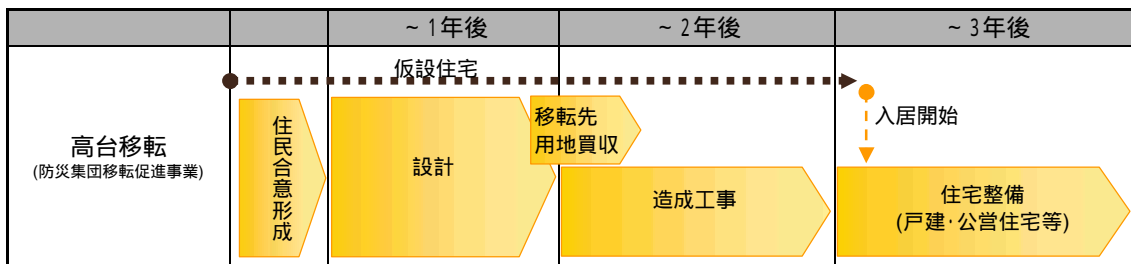 ~1年後
~2年後
~3年後
高台移転
(防災集団移転促進事業)
仮設住宅
住民合意形成
設計
移転先
用地買収
造成工事
入居開始
住宅整備
(戸建・公営住宅等)